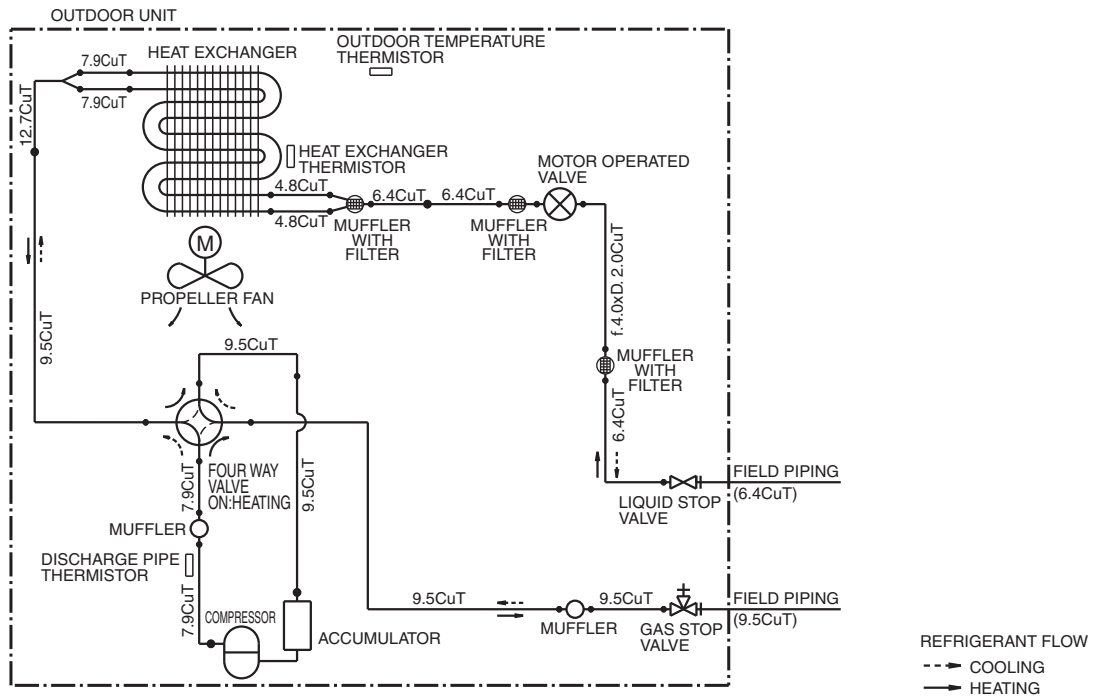 OUTDOOR UNIT
HEAT EXCHANGER
OUTDOOR TEMPERATURE
THERMISTOR
7.9CuT
7.9CuT
12.7CuT
HEAT EXCHANGER
THERMISTOR
4.8CuT
4.8CuT
6.4CuT
6.4CuT
MUFFLER
WITH
FILTER
MUFFLER
WITH
FILTER
MOTOR OPERATED
VALVE
M
PROPELLER FAN
f.4.0xD.2.0CuT
9.5CuT
9.5CuT
MUFFLER
WITH
FILTER
6.4CuT
FOUR WAY
VALVE
ON:HEATING
7.9CuT
9.5CuT
LIQUID STOP
VALVE
FIELD PIPING
(6.4CuT)
MUFFLER
DISCHARGE PIPE
THERMISTOR
7.9CuT
COMPRESSOR
ACCUMULATOR
9.5CuT
MUFFLER
9.5CuT
GAS STOP
VALVE
FIELD PIPING
(9.5CuT)
REFRIGERANT FLOW
COOLING
HEATING